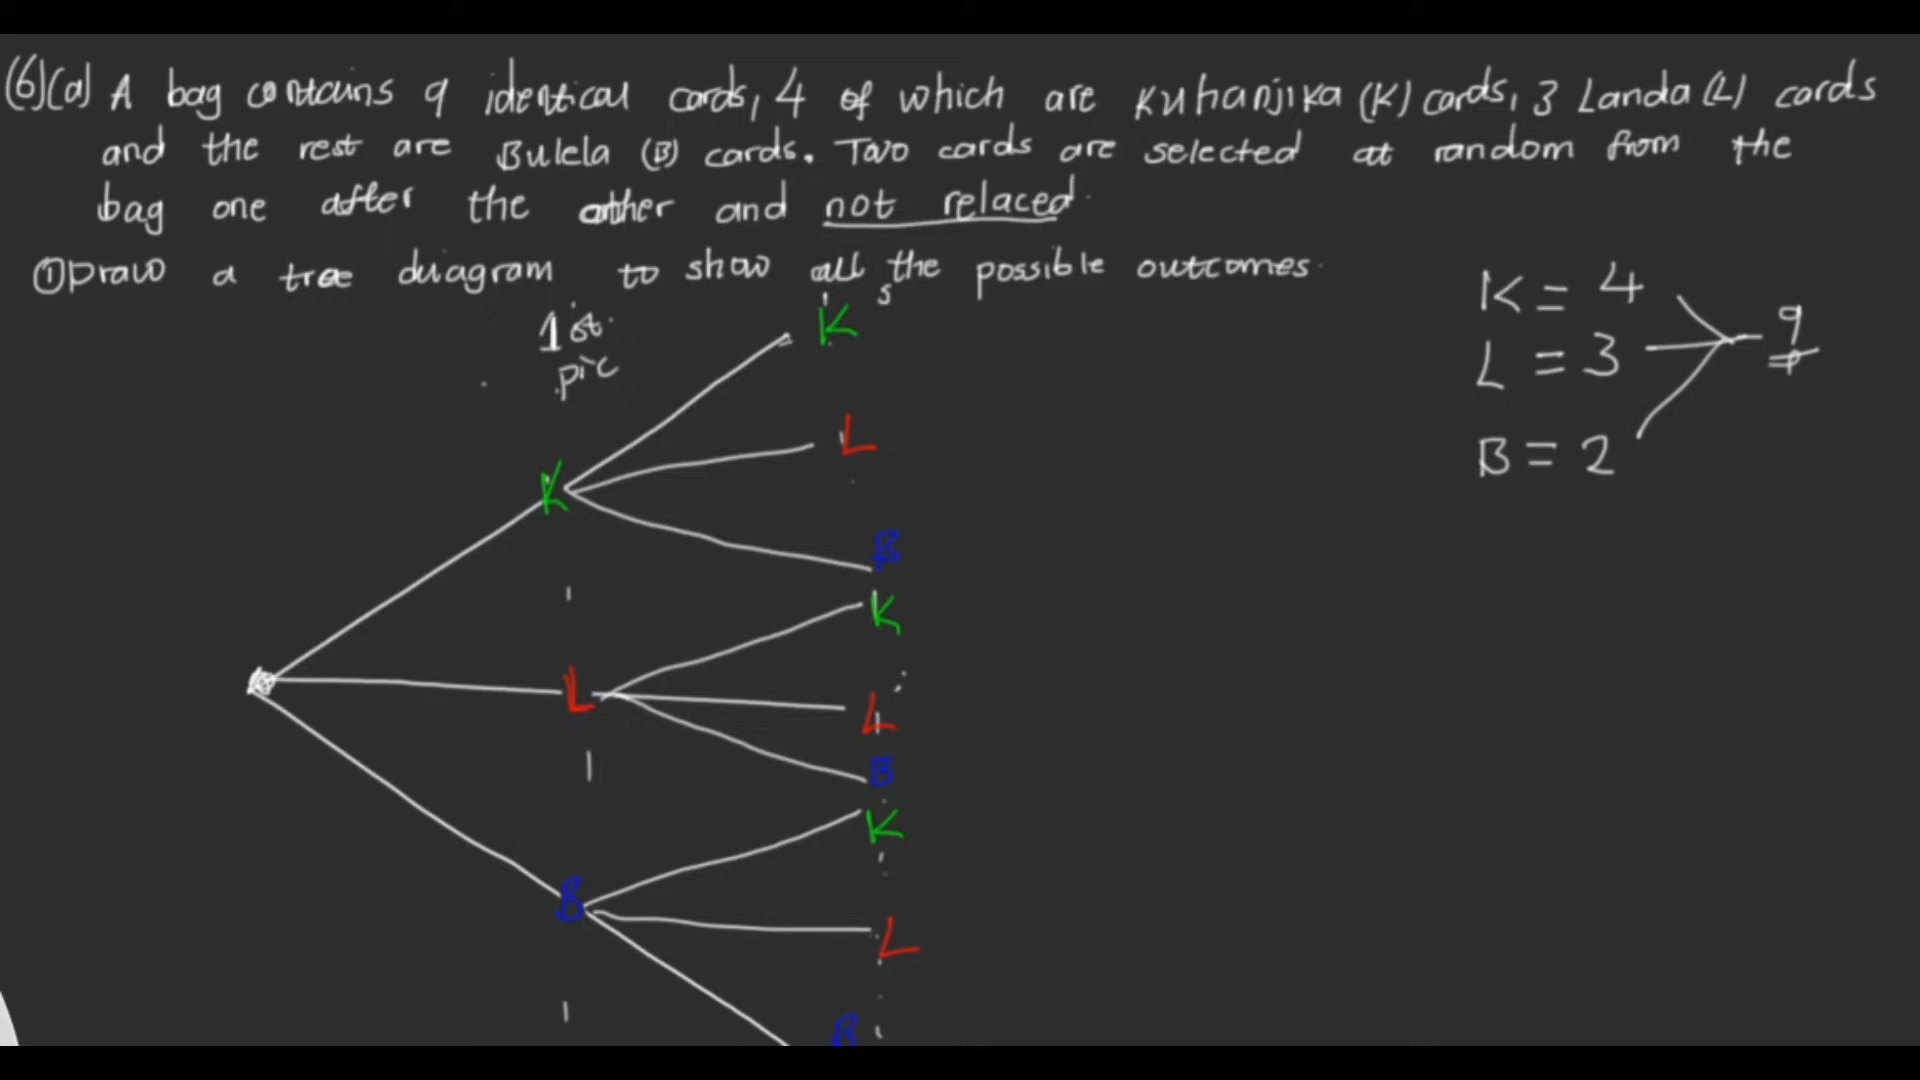 (6)(a) A bag contains 9 identical cards, 4 of which are Kuhanjika (K) cards, 3 Landa (L) cards
and the rest are Bulela (B) cards. Two cards are selected at random from the
bag one after the other and not relaced.
① Draw a tree diagram to show all the possible outcomes.
1st
pic
K
L
B
K
L
B
K
L
B
K
L
B
K = 4
L = 3
B = 2
9